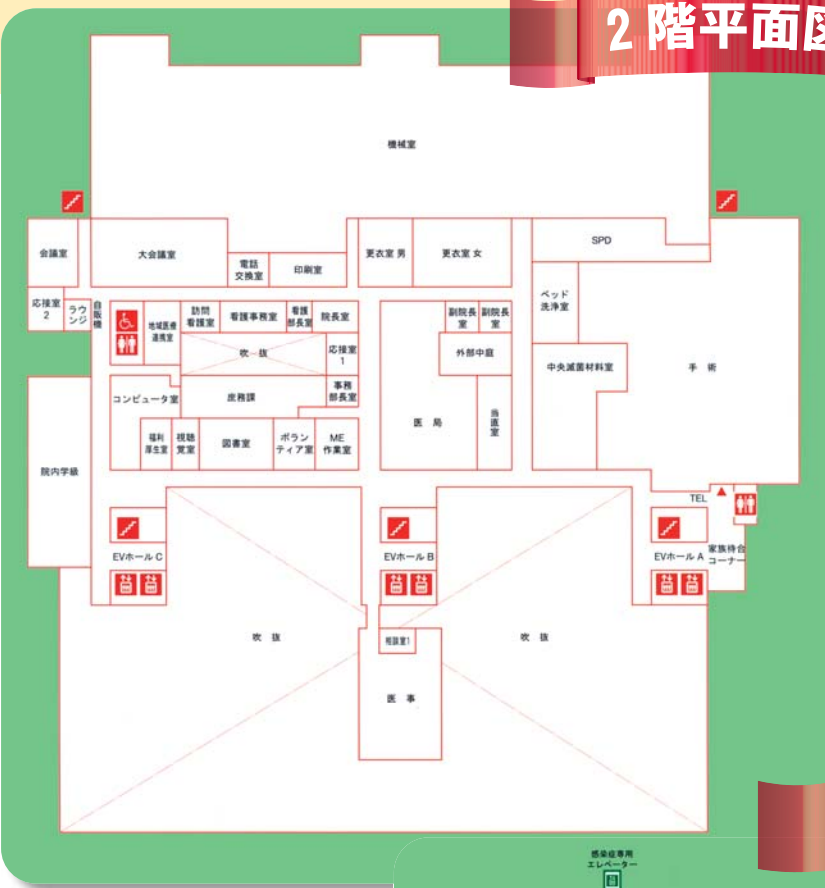 2階平面図
機械室
会議室
大会議室
電話
交換室
印刷室
更衣室 男
更衣室 女
SPD
応接室
2
ラウ
ンジ
自販機
地域医療
連携室
訪問
看護室
看護事務室
看護
部長室
院長室
副院長
室
副院長
室
ベッド
洗浄室
吹 抜
応接室
1
外部中庭
中央滅菌材料室
手 術
コンピュータ室
庶務課
事務
部長室
医 局
当直室
福利
厚生室
視聴
覚室
図書室
ボラン
ティア室
ME
作業室
院内学級
TEL
EVホール C
EVホール B
EVホール A
家族待合
コーナー
吹 抜
相談室1
吹 抜
医 事
感染症専用
エレベーター